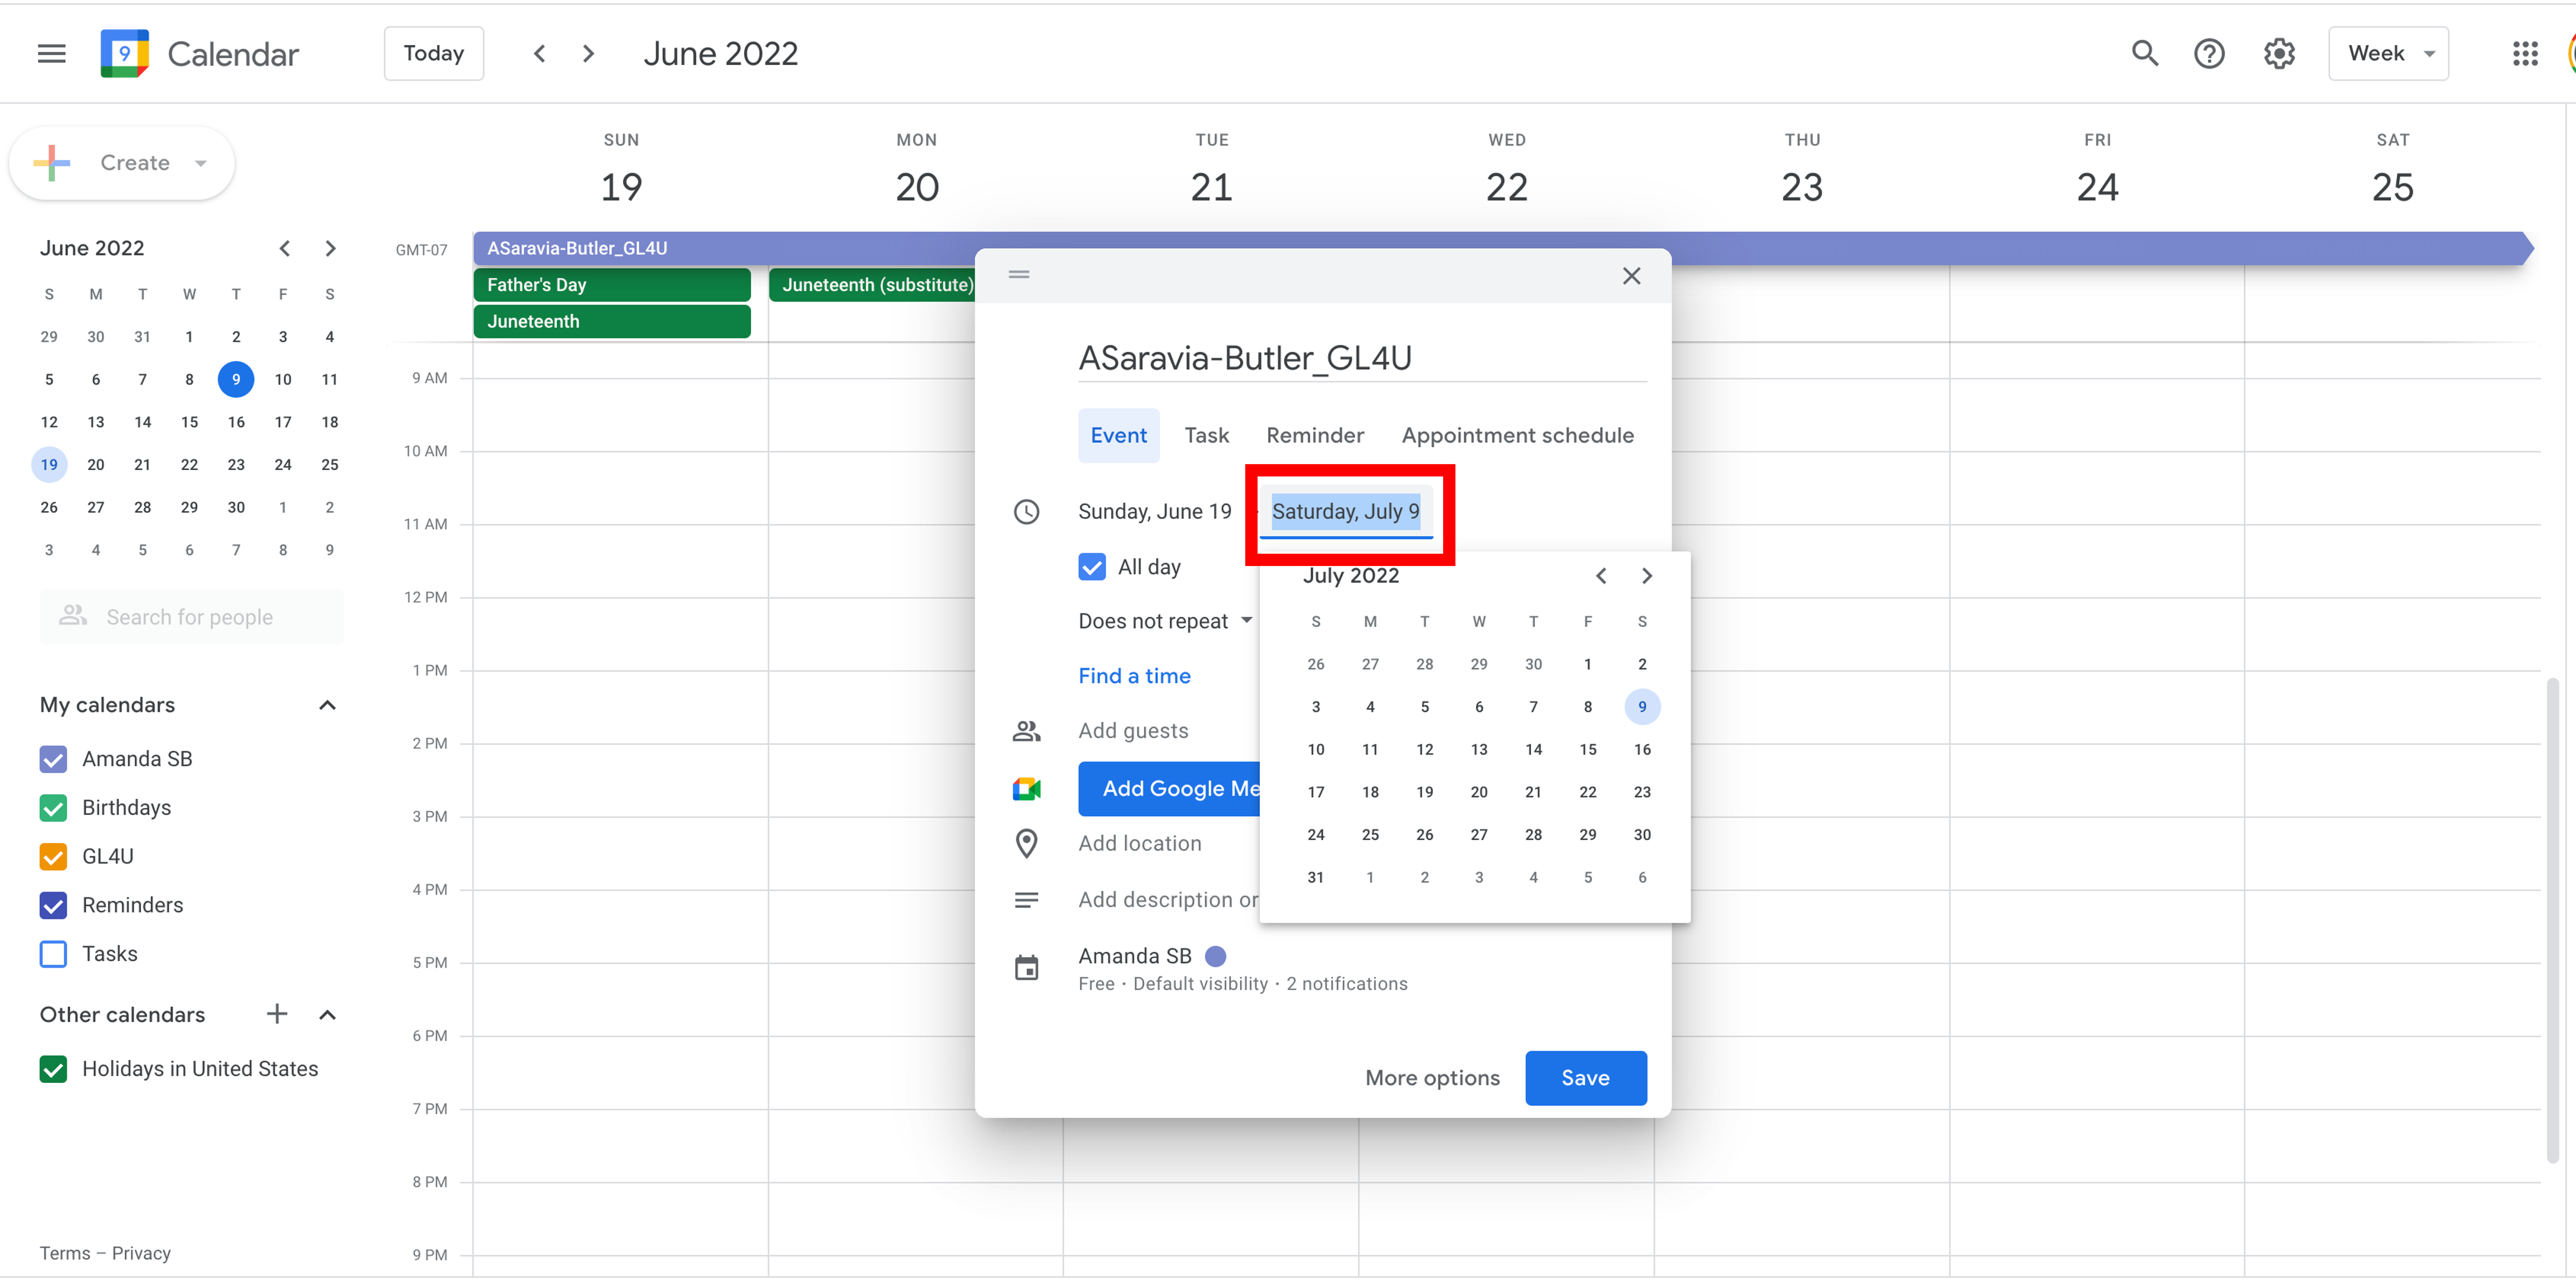 9 Calendar Today June 2022 Week
Create
SUN MON TUE WED THU FRI SAT
19 20 21 22 23 24 25
GMT-07
ASaravia-Butler_GL4U
Father's Day Juneteenth (substitute)
Juneteenth
June 2022
S M T W T F S
29 30 31 1 2 3 4
5 6 7 8 9 10 11
12 13 14 15 16 17 18
19 20 21 22 23 24 25
26 27 28 29 30 1 2
3 4 5 6 7 8 9
Search for people
My calendars
Amanda SB
Birthdays
GL4U
Reminders
Tasks
Other calendars
Holidays in United States
Terms – Privacy
9 AM
10 AM
11 AM
12 PM
1 PM
2 PM
3 PM
4 PM
5 PM
6 PM
7 PM
8 PM
9 PM
ASaravia-Butler_GL4U
Event Task Reminder Appointment schedule
Sunday, June 19 Saturday, July 9
All day
Does not repeat
Find a time
Add guests
Add Google Me
Add location
Add description or
Amanda SB
Free · Default visibility · 2 notifications
More options Save
July 2022
S M T W T F S
26 27 28 29 30 1 2
3 4 5 6 7 8 9
10 11 12 13 14 15 16
17 18 19 20 21 22 23
24 25 26 27 28 29 30
31 1 2 3 4 5 6